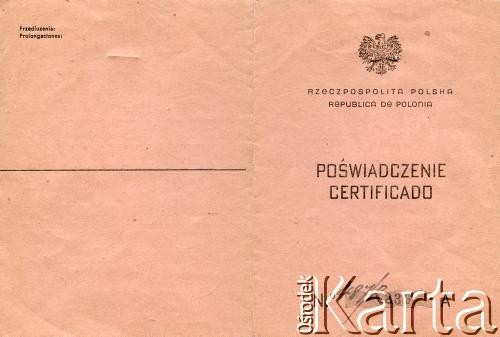 Przedłużenia:
Prolongaciones:
RZECZPOSPOLITA POLSKA
REPUBLICA DE POLONIA
POŚWIADCZENIE
CERTIFICADO
N.º A
Ośrodek
Karta